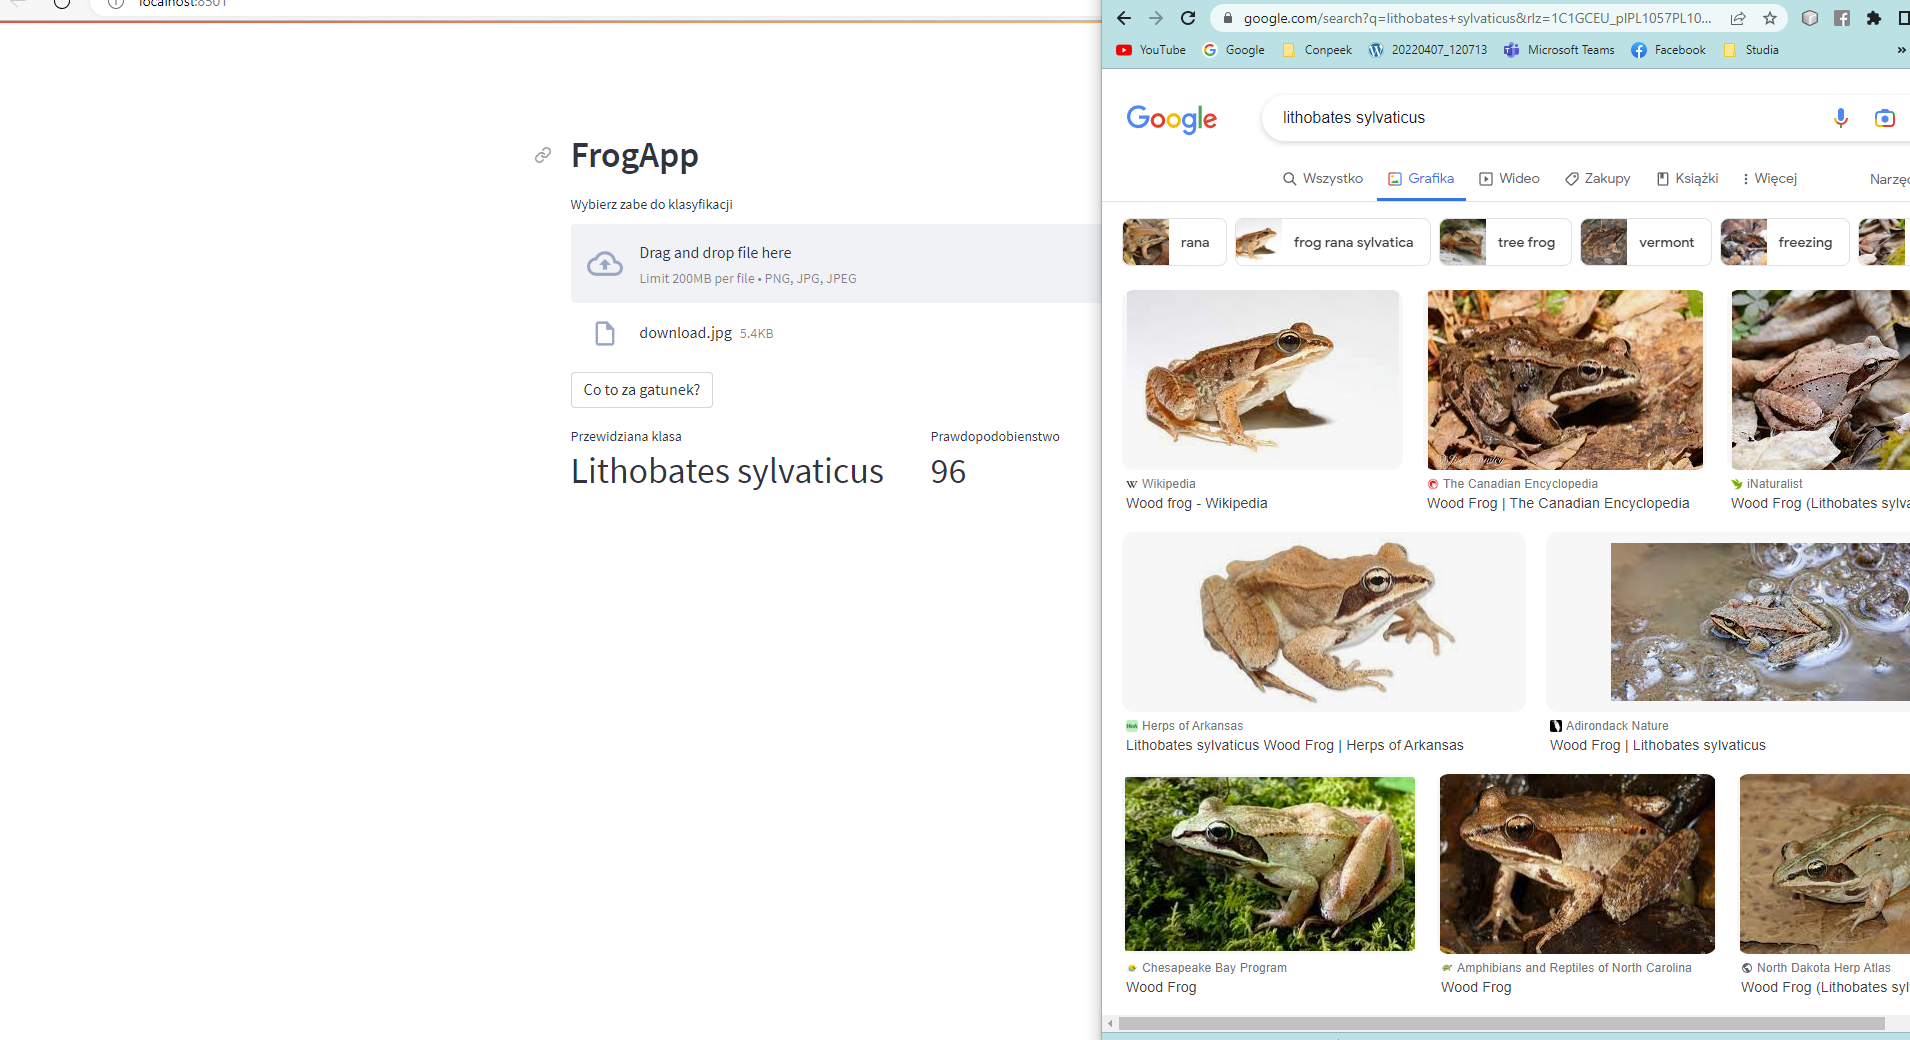 localhost:8501
FrogApp
Wybierz zabe do klasyfikacji
Drag and drop file here
Limit 200MB per file • PNG, JPG, JPEG
download.jpg 5.4KB
Co to za gatunek?
Przewidziana klasa
Prawdopodobienstwo
Lithobates sylvaticus
96
google.com/search?q=lithobates+sylvaticus&rlz=1C1GCEU_plPL1057PL10...
YouTube
Google
Conpeek
20220407_120713
Microsoft Teams
Facebook
Studia
»
Google
lithobates sylvaticus
Wszystko
Grafika
Wideo
Zakupy
Książki
Więcej
Narzę
rana
frog rana sylvatica
tree frog
vermont
freezing
Wikipedia
Wood frog - Wikipedia
The Canadian Encyclopedia
Wood Frog | The Canadian Encyclopedia
iNaturalist
Wood Frog (Lithobates sylva
Herps of Arkansas
Lithobates sylvaticus Wood Frog | Herps of Arkansas
Adirondack Nature
Wood Frog | Lithobates sylvaticus
Chesapeake Bay Program
Wood Frog
Amphibians and Reptiles of North Carolina
Wood Frog
North Dakota Herp Atlas
Wood Frog (Lithobates syl